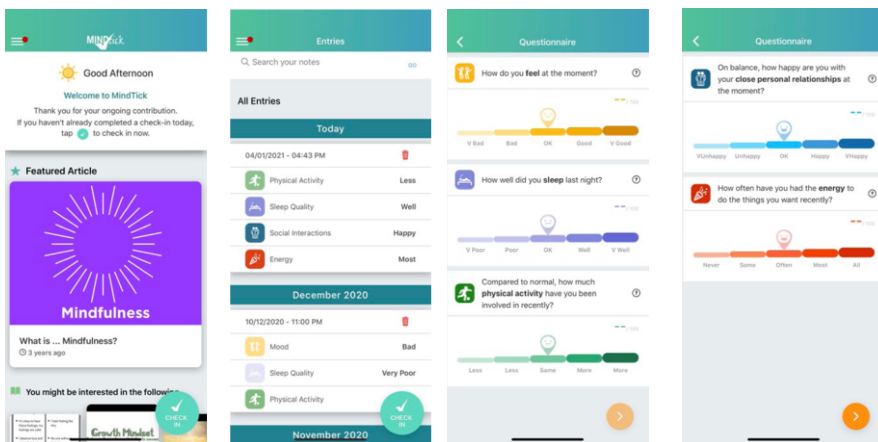 MINDtick
Good Afternoon
Welcome to MindTick
Thank you for your ongoing contribution.
If you haven't already completed a check-in today,
tap to check in now.
Featured Article
Mindfulness
What is ... Mindfulness?
3 years ago
You might be interested in the following
CHECK
IN
Growth Mindset
Entries
Search your notes
GO
All Entries
Today
04/01/2021 - 04:43 PM
Physical Activity Less
Sleep Quality Well
Social Interactions Happy
Energy Most
December 2020
10/12/2020 - 11:00 PM
Mood Bad
Sleep Quality Very Poor
Physical Activity
CHECK
IN
November 2020
Questionnaire
How do you feel at the moment?
--/ 100
V Bad Bad OK Good V Good
How well did you sleep last night?
--/ 100
V Poor Poor OK Well V Well
Compared to normal, how much
physical activity have you been
involved in recently?
--/ 100
Less Less Same More More
Questionnaire
On balance, how happy are you with
your close personal relationships at
the moment?
--/ 100
VUnhappy Unhappy OK Happy VHappy
How often have you had the energy to
do the things you want recently?
--/ 100
Never Some Often Most All